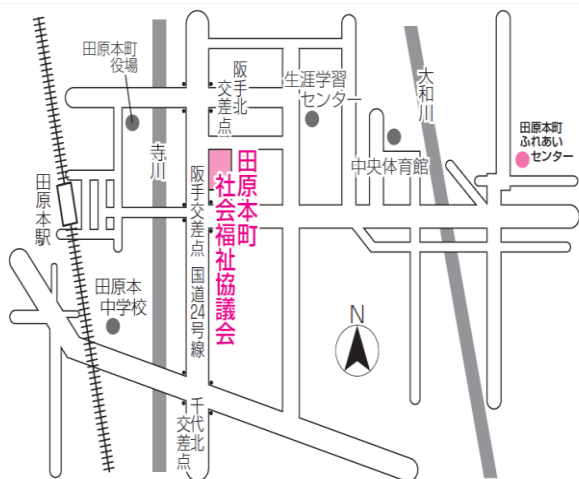 田原本町
役場
阪手北
交差点
生涯学習
センター
大和川
田原本町
ふれあい
センター
中央体育館
寺川
田原本町
社会福祉協議会
阪手交差点
国道24号線
田原本駅
田原本
中学校
N
千代北
交差点